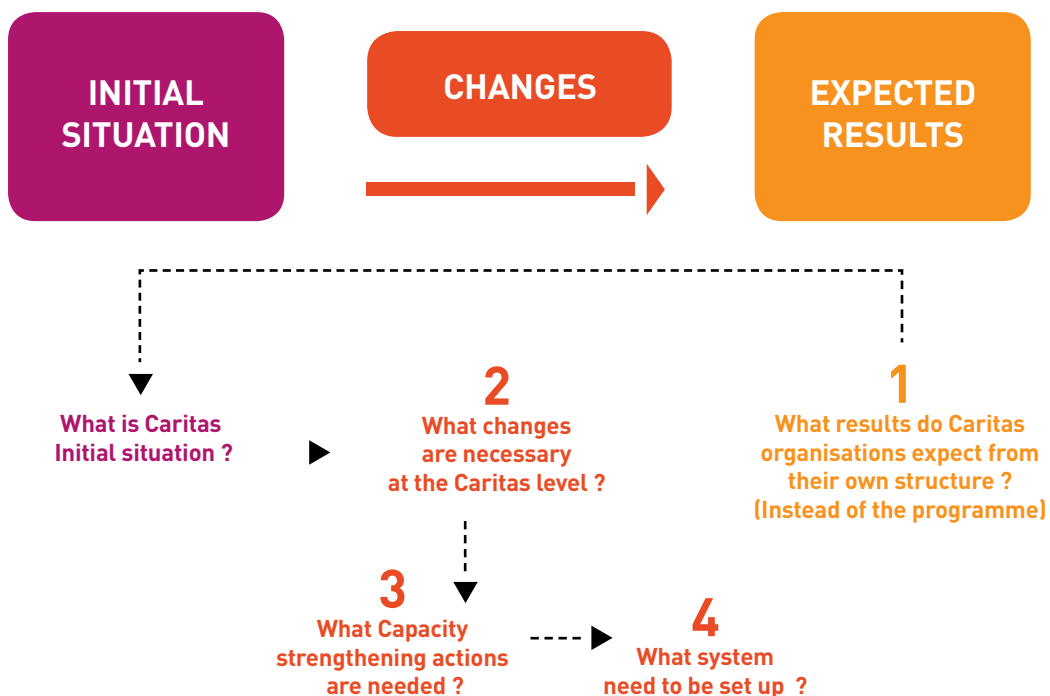 INITIAL
SITUATION
CHANGES
EXPECTED
RESULTS
What is Caritas
Initial situation ?
2
What changes
are necessary
at the Caritas level ?
1
What results do Caritas
organisations expect from
their own structure ?
(Instead of the programme)
3
What Capacity
strengthening actions
are needed ?
4
What system
need to be set up ?